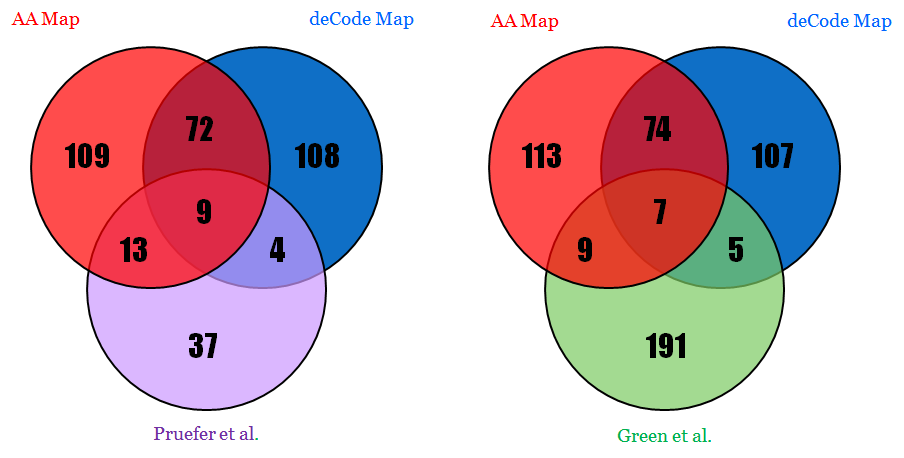 AA Map
deCode Map
109
72
108
9
13
4
37
Pruefer et al.
AA Map
deCode Map
113
74
107
7
9
5
191
Green et al.